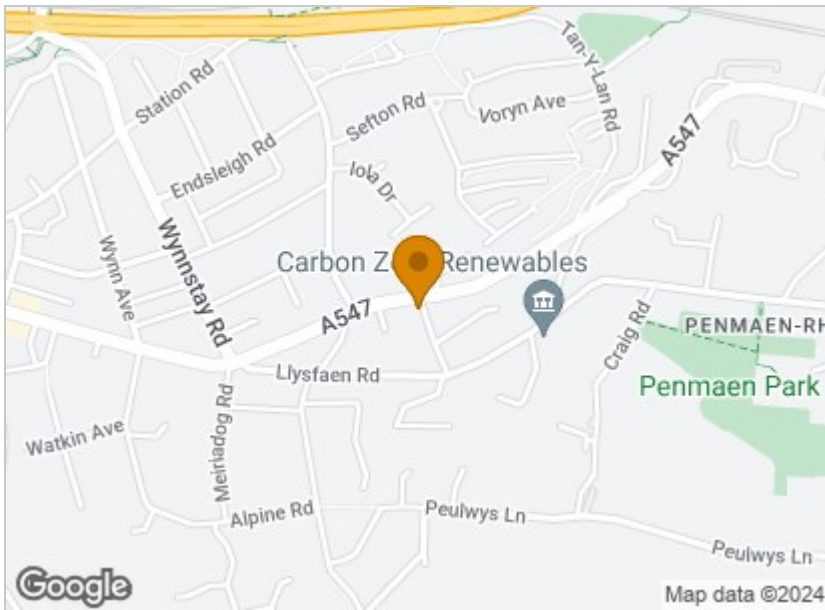 Station Rd
Tan-Y-Lan Rd
Sefton Rd
Voryn Ave
A547
Endsleigh Rd
Iola Dr
Wynn Ave
Wynnstay Rd
Carbon Z Renewables
A547
PENMAEN-RH
Craig Rd
Llysfaen Rd
Penmaen Park
Meiriadog Rd
Watkin Ave
Alpine Rd
Peulwys Ln
Peulwys Ln
Google
Map data ©2024